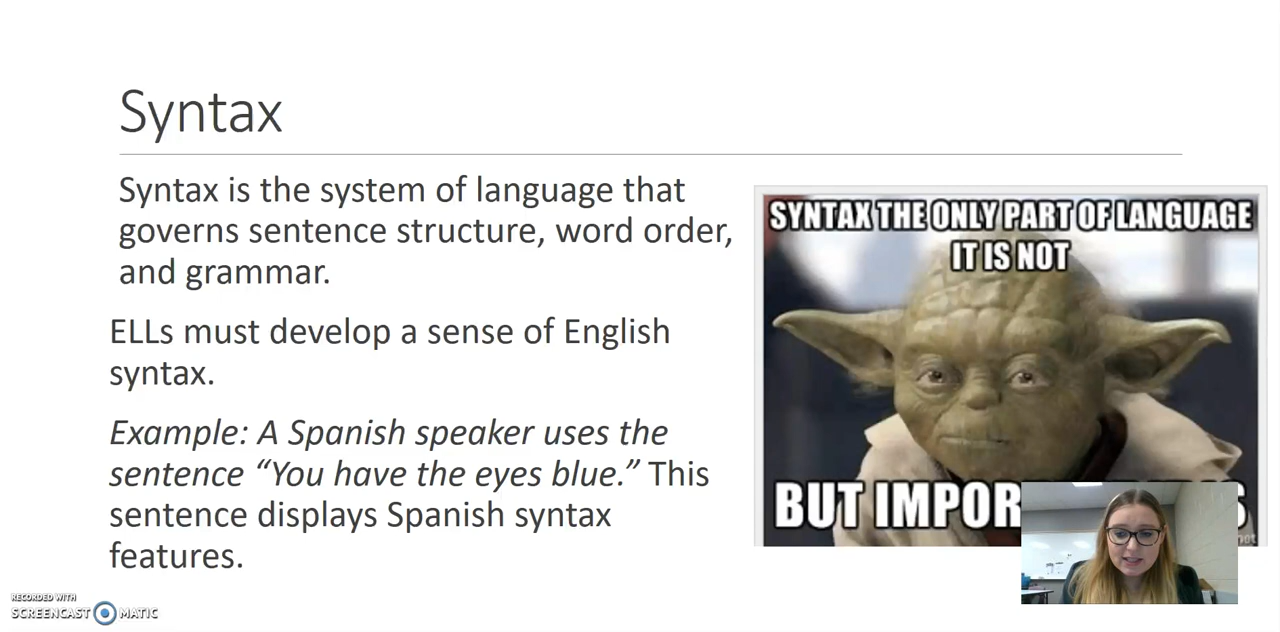 Syntax
Syntax is the system of language that
governs sentence structure, word order,
and grammar.
ELLs must develop a sense of English
syntax.
Example: A Spanish speaker uses the
sentence “You have the eyes blue.” This
sentence displays Spanish syntax
features.
SYNTAX THE ONLY PART OF LANGUAGE
IT IS NOT
BUT
RECORDED WITH
SCREENCAST MATIC